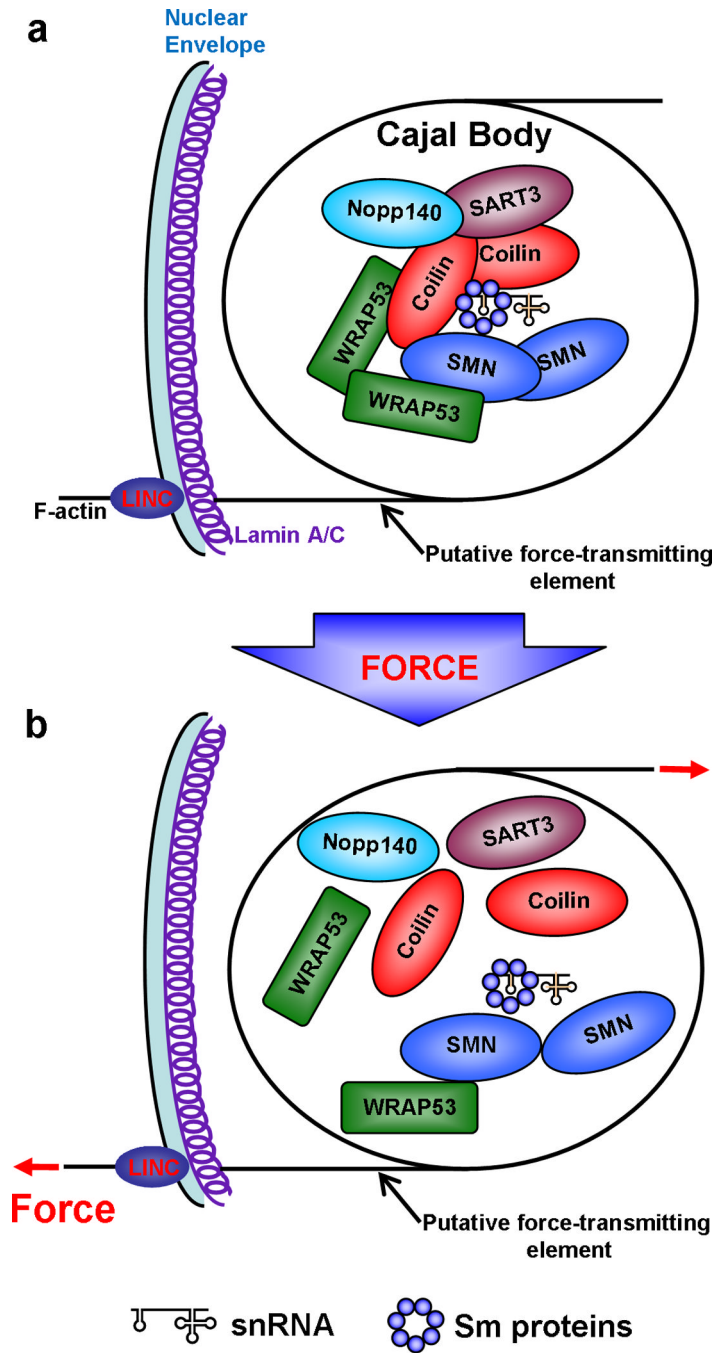 a
Nuclear
Envelope
Cajal Body
Nopp140
SART3
Coilin
Coilin
WRAP53
SMN
SMN
WRAP53
LINC
F-actin
Lamin A/C
Putative force-transmitting
element
FORCE
b
Nopp140
SART3
Coilin
Coilin
WRAP53
SMN
SMN
WRAP53
LINC
Force
Putative force-transmitting
element
snRNA
Sm proteins